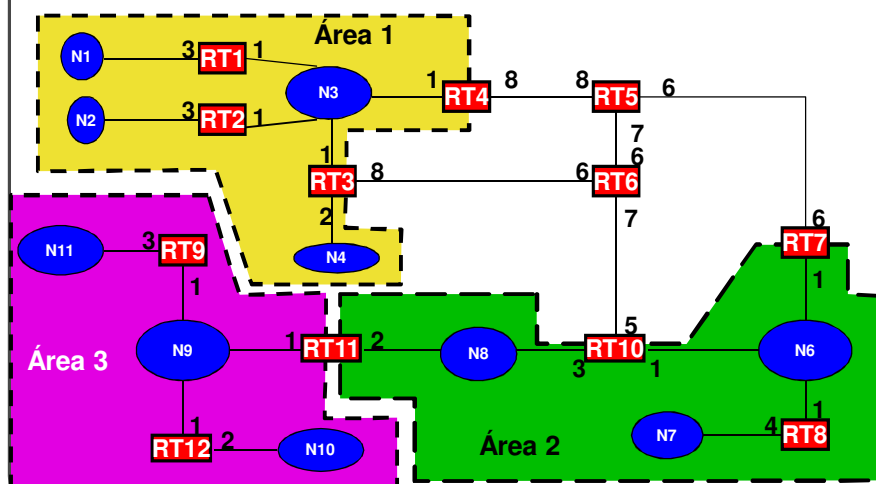 Área 1
N1 3 RT1 1
N3 1 RT4 8 8 RT5 6
N2 3 RT2 1
7
1 6
RT3 8 6 RT6
2 7 6
N11 3 RT9 N4 RT7
1 1
5
Área 3 N9 1 RT11 2 N8 3 RT10 1 N6
1 1
RT12 2 N10 Área 2 N7 4 RT8